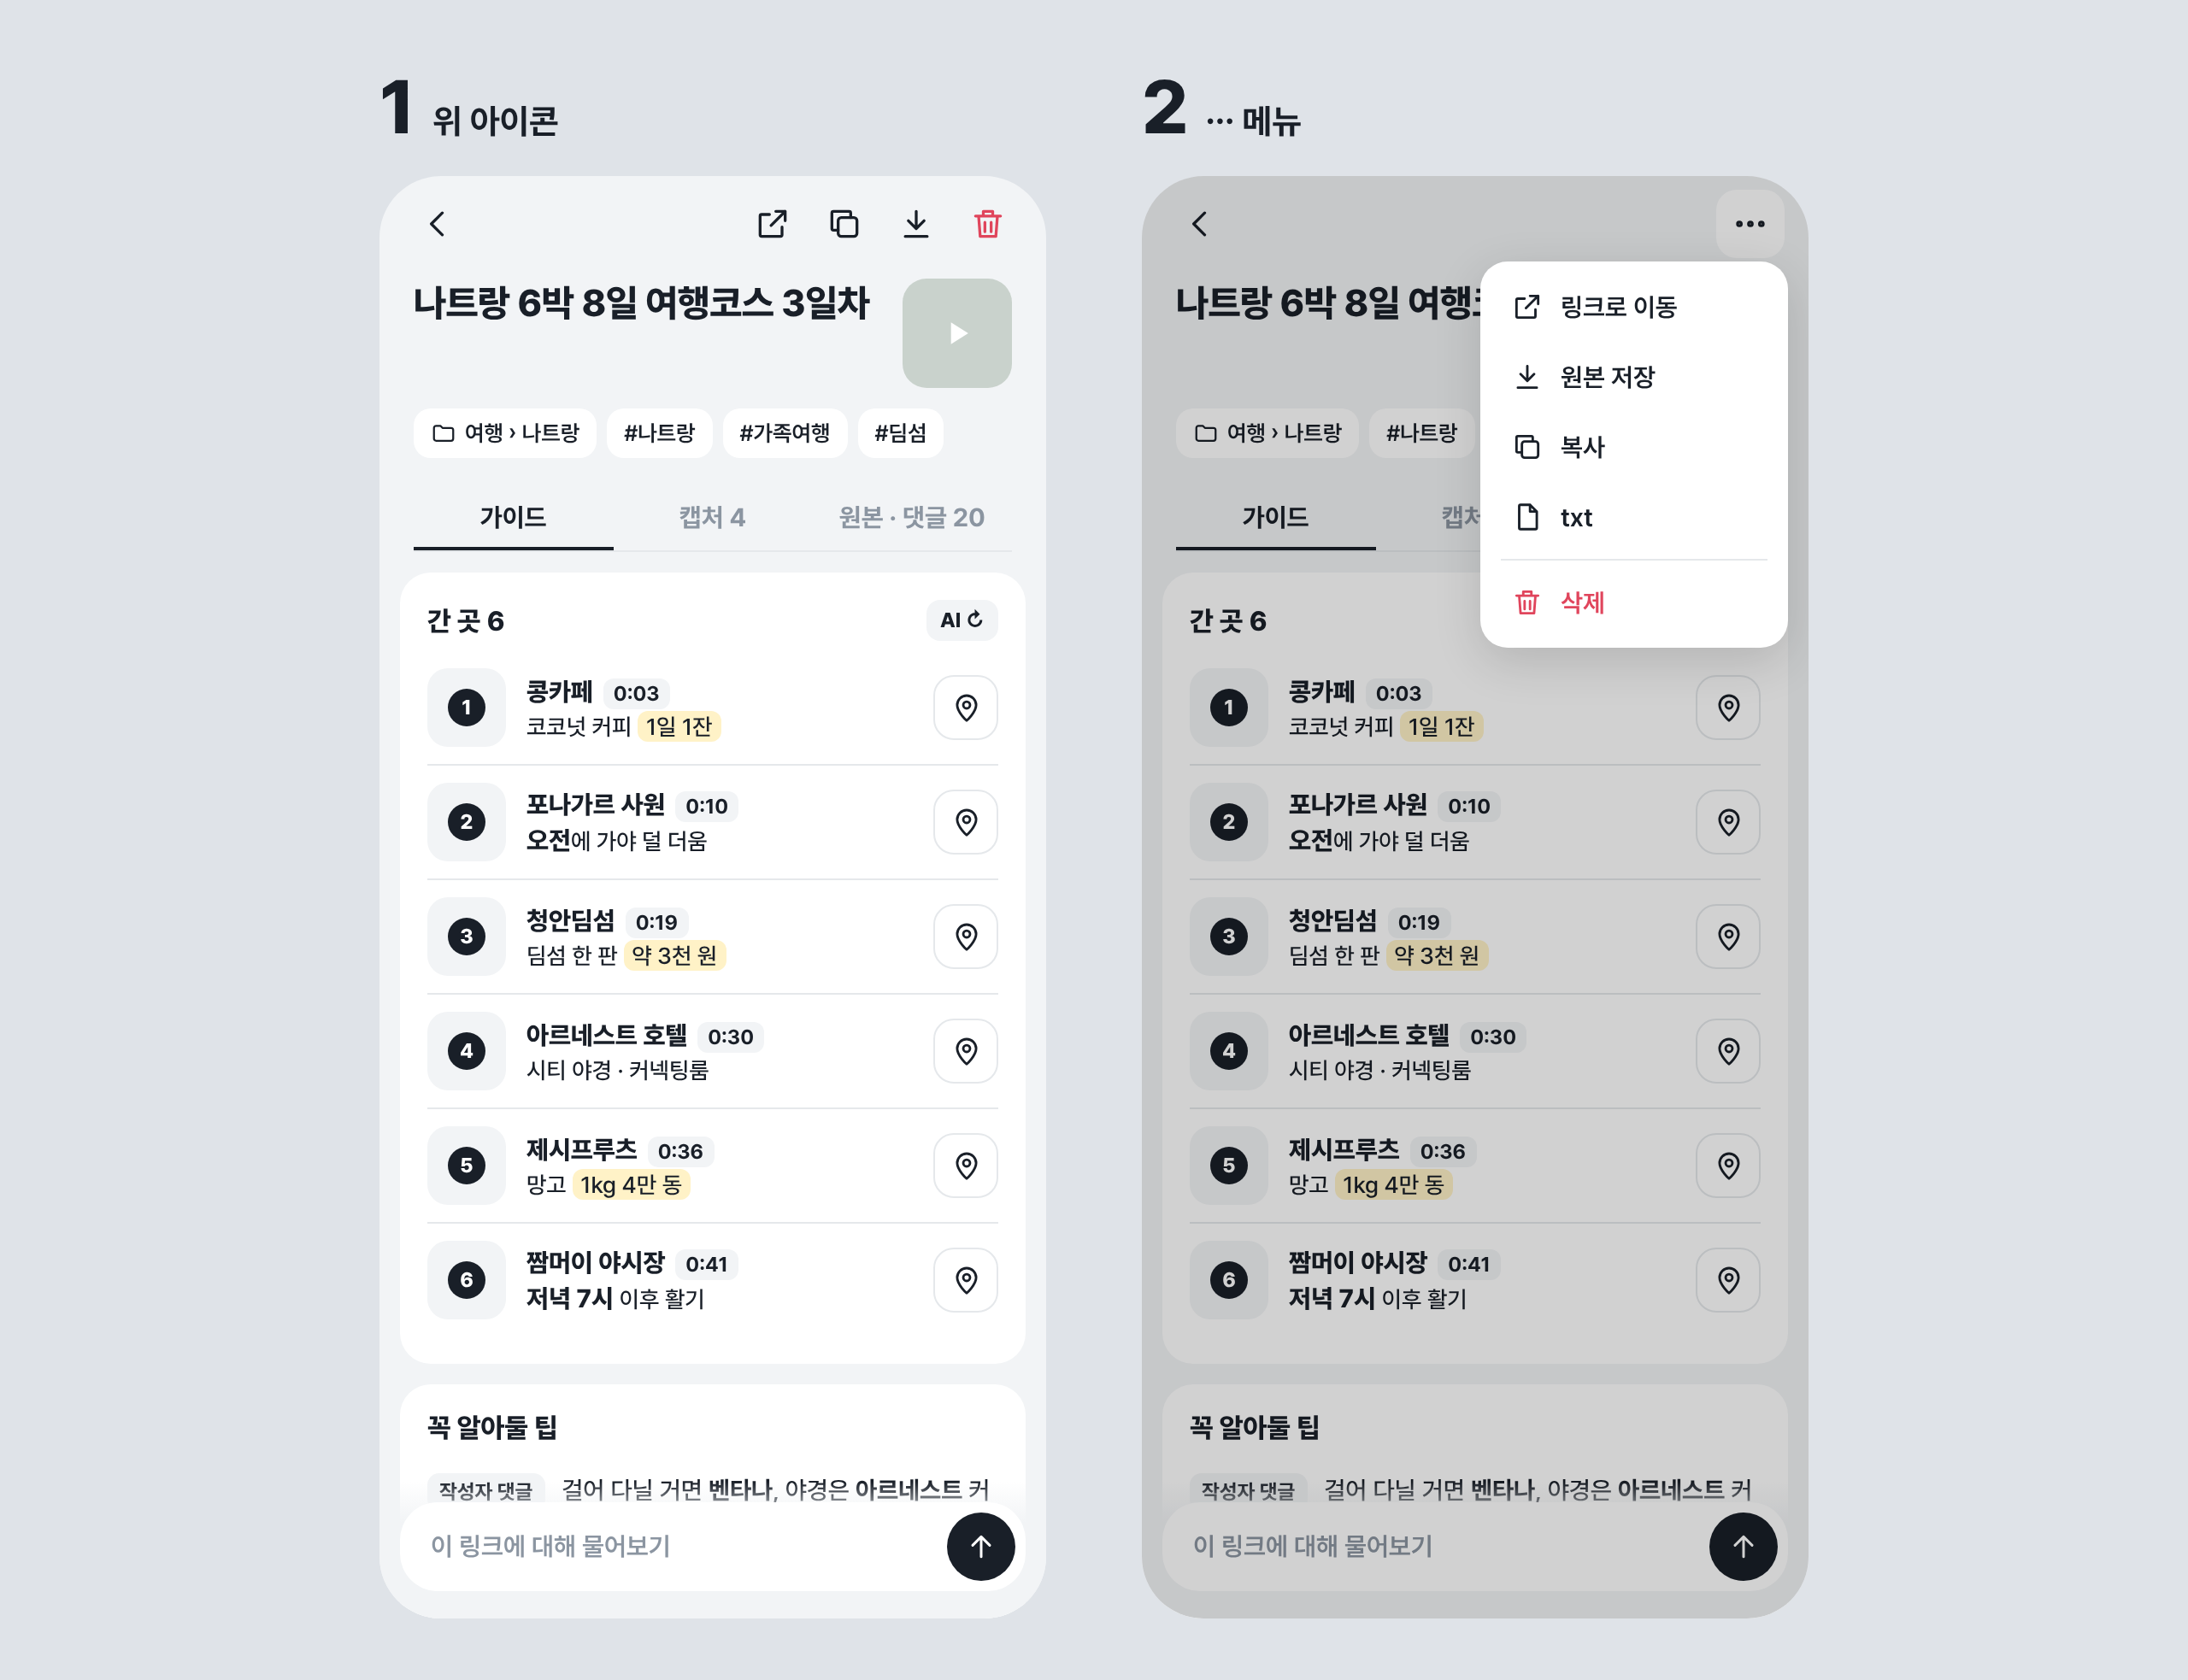 1 위 아이콘
나트랑 6박 8일 여행코스 3일차
여행 › 나트랑 #나트랑 #가족여행 #딤섬
가이드 캡처 4 원본 · 댓글 20
간 곳 6 AI
1 콩카페 0:03
코코넛 커피 1일 1잔
2 포나가르 사원 0:10
오전에 가야 덜 더움
3 청안딤섬 0:19
딤섬 한 판 약 3천 원
4 아르네스트 호텔 0:30
시티 야경 · 커넥팅룸
5 제시프루츠 0:36
망고 1kg 4만 동
6 짬머이 야시장 0:41
저녁 7시 이후 활기
꼭 알아둘 팁
작성자 댓글 걸어 다닐 거면 벤타나, 야경은 아르네스트 커
이 링크에 대해 물어보기
2 ··· 메뉴
나트랑 6박 8일 여행
링크로 이동
원본 저장
복사
txt
삭제
여행 › 나트랑 #나트랑
가이드 캡처
간 곳 6
1 콩카페 0:03
코코넛 커피 1일 1잔
2 포나가르 사원 0:10
오전에 가야 덜 더움
3 청안딤섬 0:19
딤섬 한 판 약 3천 원
4 아르네스트 호텔 0:30
시티 야경 · 커넥팅룸
5 제시프루츠 0:36
망고 1kg 4만 동
6 짬머이 야시장 0:41
저녁 7시 이후 활기
꼭 알아둘 팁
작성자 댓글 걸어 다닐 거면 벤타나, 야경은 아르네스트 커
이 링크에 대해 물어보기